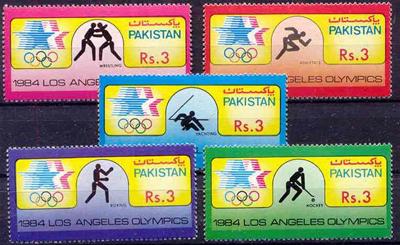 پاکستان
PAKISTAN
WRESTLING
Rs.3
1984 LOS ANGELES OLYMPICS
پاکستان
PAKISTAN
ATHLETICS
Rs.3
1984 LOS ANGELES OLYMPICS
پاکستان
PAKISTAN
YACHTING
Rs.3
پاکستان
PAKISTAN
BOXING
Rs.3
1984 LOS ANGELES OLYMPICS
پاکستان
PAKISTAN
HOCKEY
Rs.3
1984 LOS ANGELES OLYMPICS